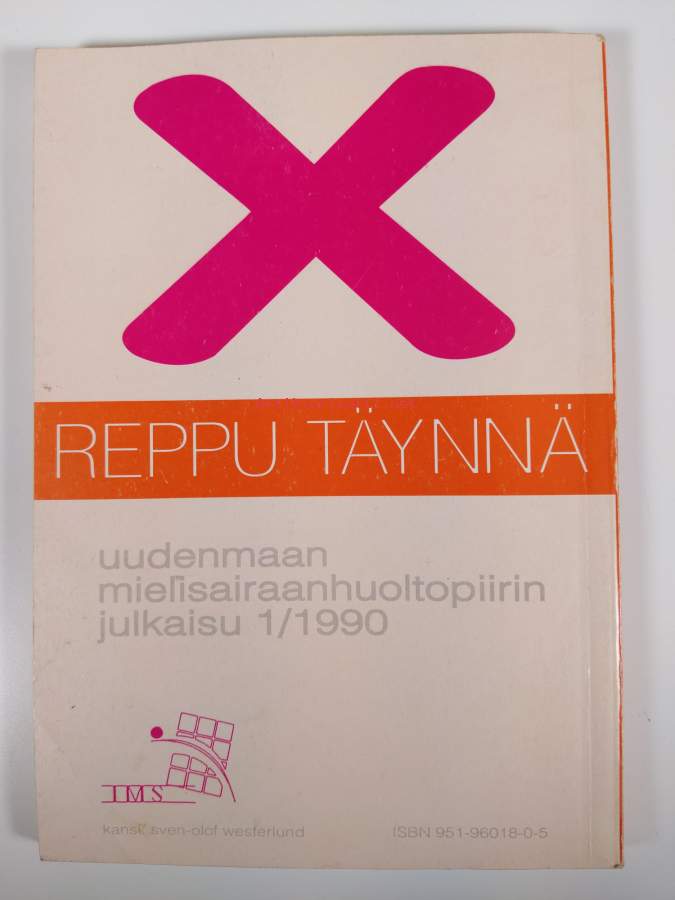 REPPU TÄYNNÄ
uudenmaan
mielisairaanhuoltopiirin
julkaisu 1/1990
IMS
kansi: sven-olof westerlund
ISBN 951-96018-0-5